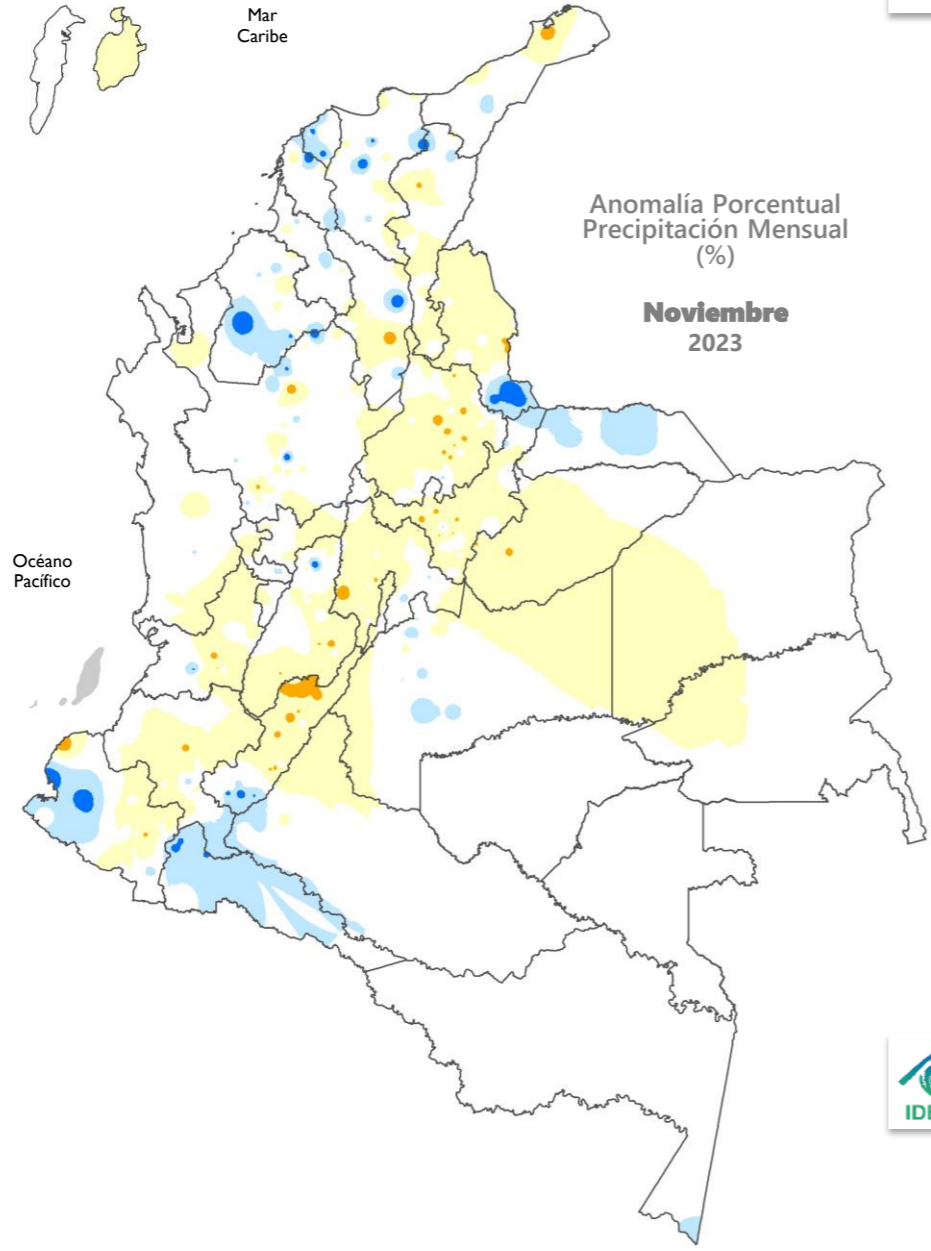 Mar
Caribe
Anomalía Porcentual
Precipitación Mensual
(%)
Noviembre
2023
Océano
Pacífico